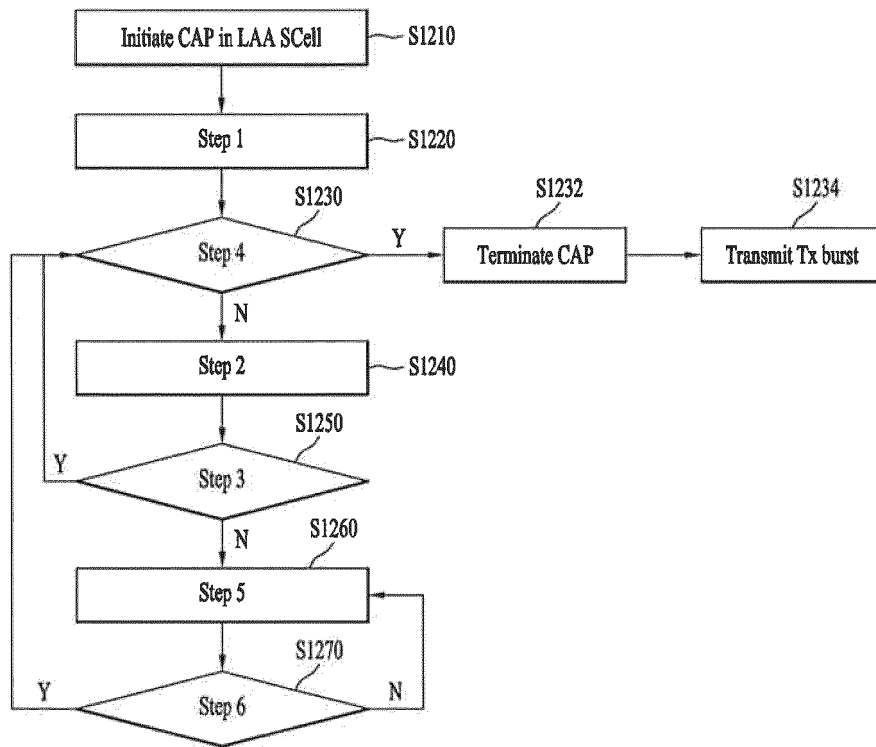 Initiate CAP in LAA SCell
S1210
Step 1
S1220
S1230
Step 4
Y
S1232
Terminate CAP
S1234
Transmit Tx burst
N
Step 2
S1240
S1250
Y
Step 3
N
S1260
Step 5
S1270
Y
Step 6
N